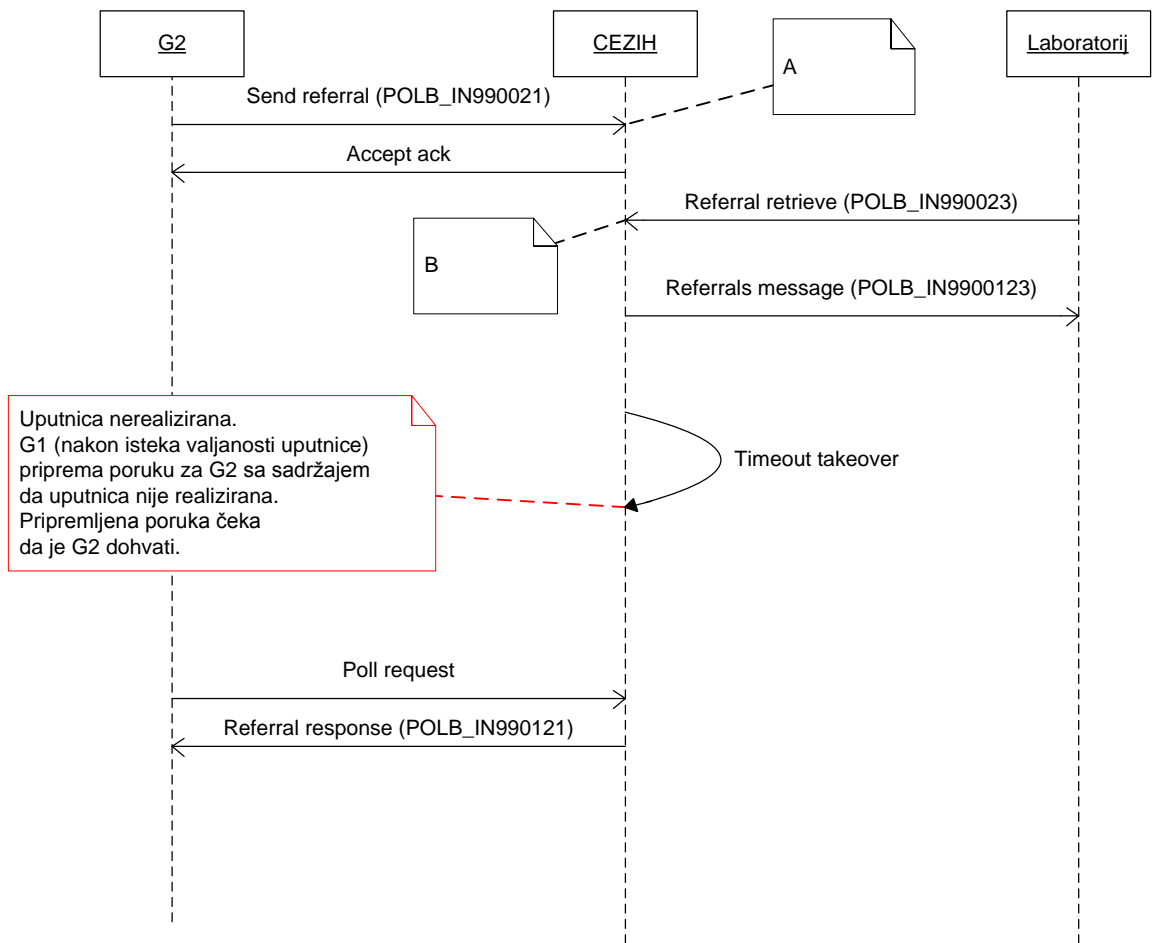 G2
CEZIH
Laboratorij
A
Send referral (POLB_IN990021)
Accept ack
Referral retrieve (POLB_IN990023)
B
Referrals message (POLB_IN9900123)
Uputnica nerealizirana.
G1 (nakon isteka valjanosti uputnice)
priprema poruku za G2 sa sadržajem
da uputnica nije realizirana.
Pripremljena poruka čeka
da je G2 dohvati.
Timeout takeover
Poll request
Referral response (POLB_IN990121)